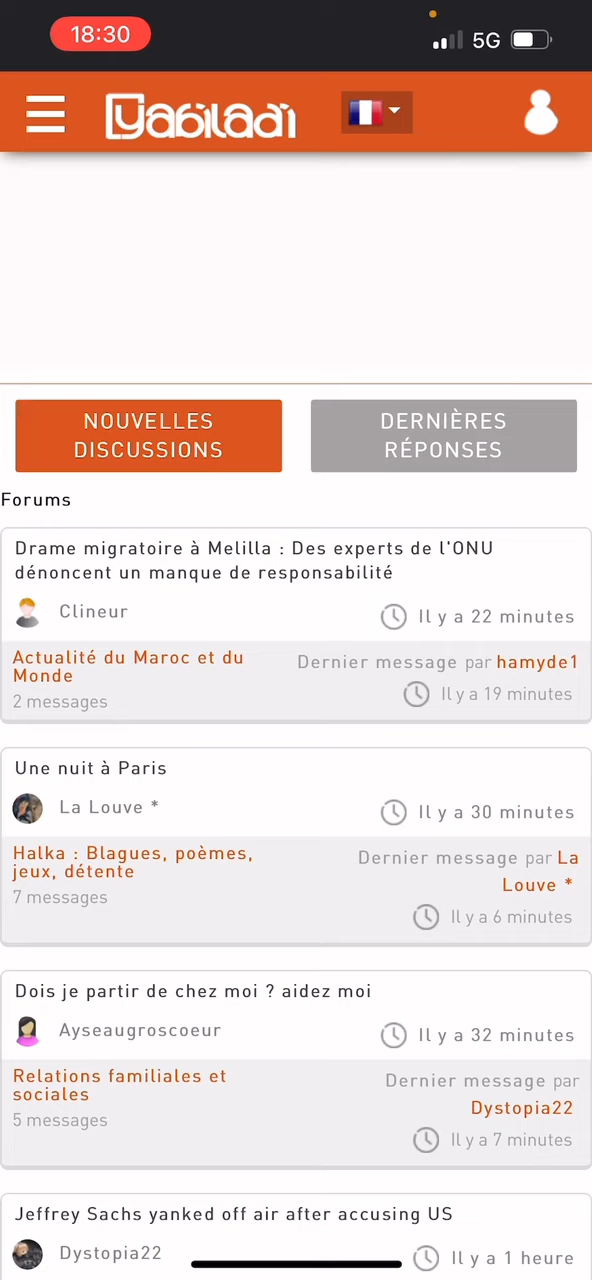 18:30
5G
Yabiladi
NOUVELLES
DISCUSSIONS
DERNIÈRES
RÉPONSES
Forums
Drame migratoire à Melilla : Des experts de l'ONU
dénoncent un manque de responsabilité
Clineur
Il y a 22 minutes
Actualité du Maroc et du
Monde
2 messages
Dernier message par hamyde1
Il y a 19 minutes
Une nuit à Paris
La Louve *
Il y a 30 minutes
Halka : Blagues, poèmes,
jeux, détente
7 messages
Dernier message par La
Louve *
Il y a 6 minutes
Dois je partir de chez moi ? aidez moi
Ayseaugroscoeur
Il y a 32 minutes
Relations familiales et
sociales
5 messages
Dernier message par
Dystopia22
Il y a 7 minutes
Jeffrey Sachs yanked off air after accusing US
Dystopia22
Il y a 1 heure